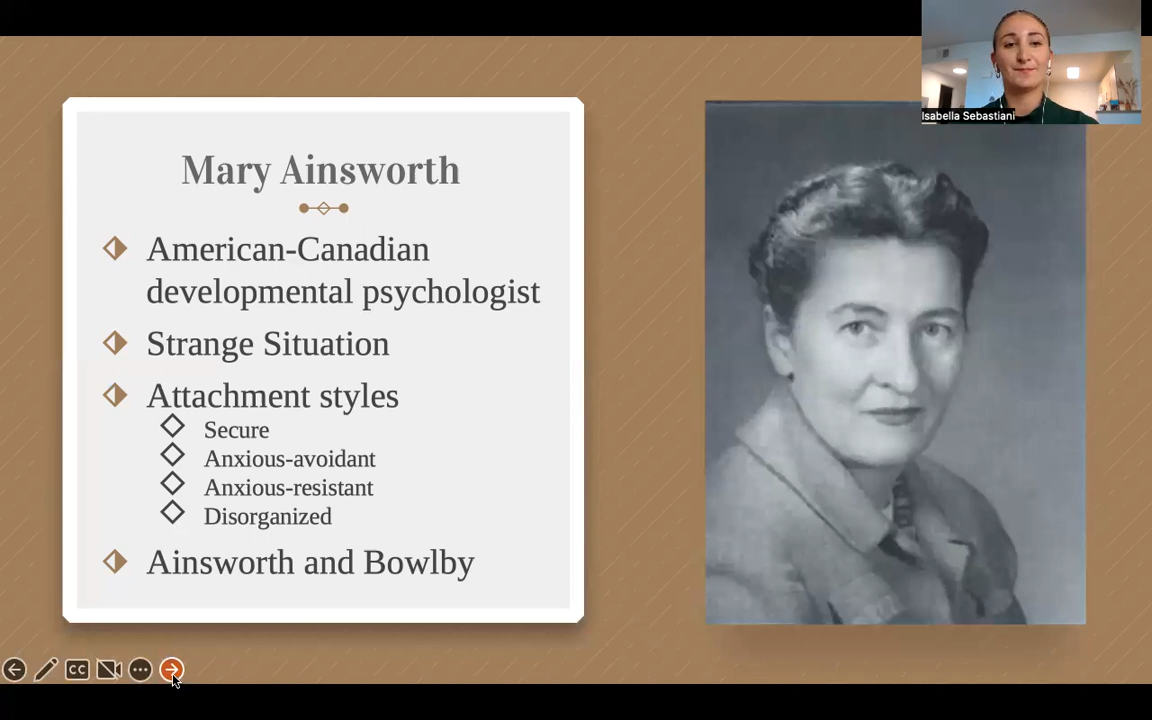 Isabella Sebastiani
Mary Ainsworth
American-Canadian
developmental psychologist
Strange Situation
Attachment styles
Secure
Anxious-avoidant
Anxious-resistant
Disorganized
Ainsworth and Bowlby
CC